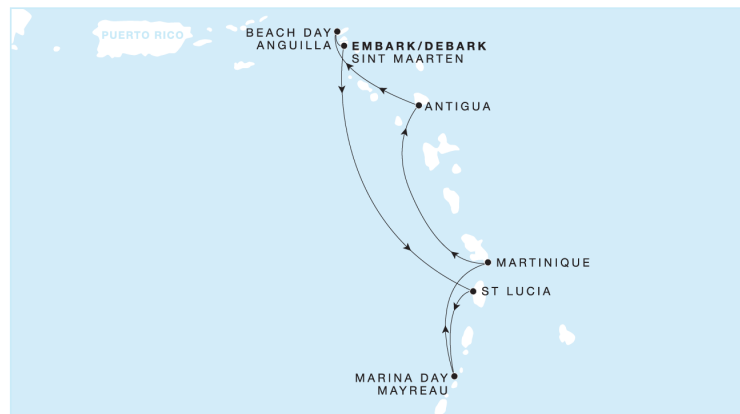 PUERTO RICO
BEACH DAY
ANGUILLA
EMBARK/DEBARK
SINT MAARTEN
ANTIGUA
MARTINIQUE
ST LUCIA
MARINA DAY
MAYREAU